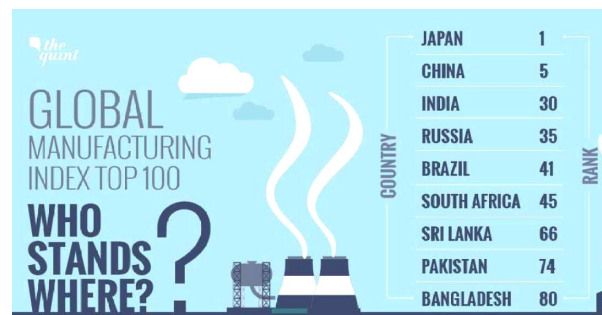 the
quint
GLOBAL
MANUFACTURING
INDEX TOP 100
WHO
STANDS
WHERE?
COUNTRY
RANK
JAPAN 1
CHINA 5
INDIA 30
RUSSIA 35
BRAZIL 41
SOUTH AFRICA 45
SRI LANKA 66
PAKISTAN 74
BANGLADESH 80